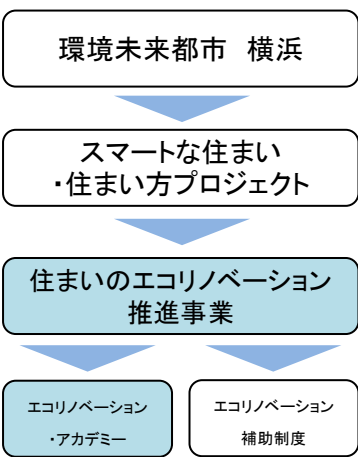 環境未来都市　横浜
スマートな住まい
・住まい方プロジェクト
住まいのエコリノベーション
推進事業
エコリノベーション
・アカデミー
エコリノベーション
補助制度